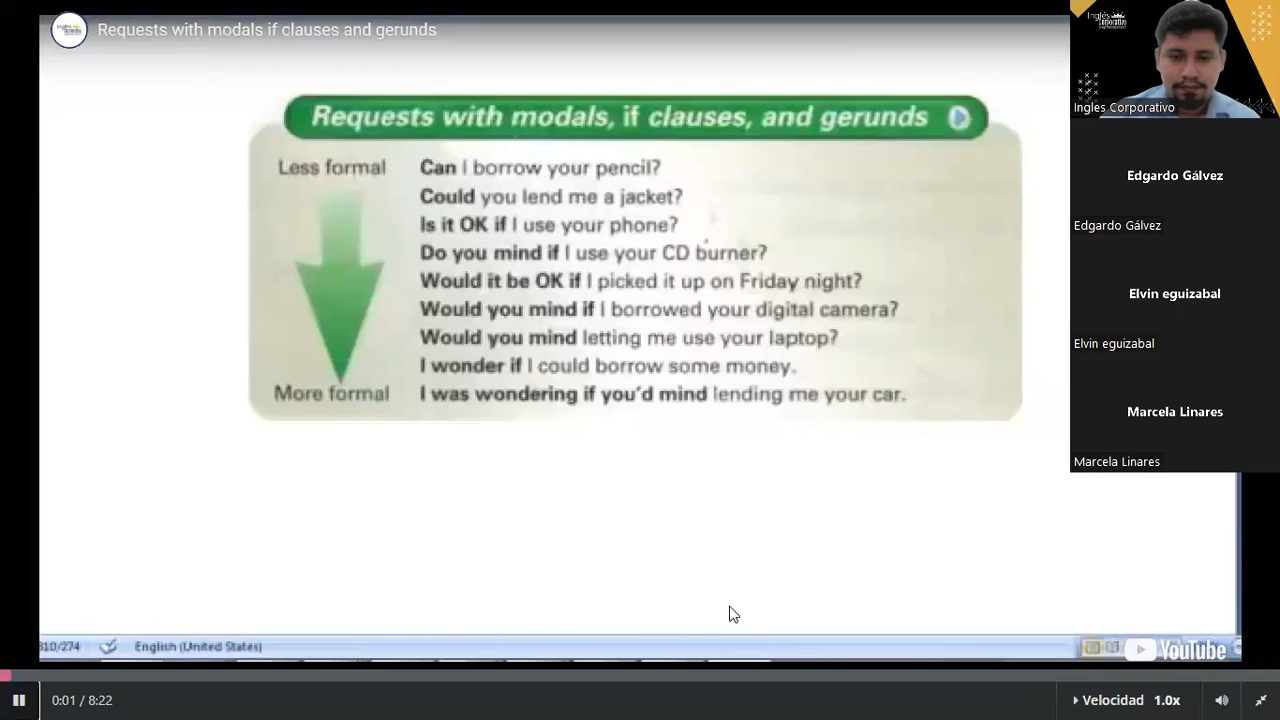 Requests with modals if clauses and gerunds
Requests with modals, if clauses, and gerunds
Less formal
Can I borrow your pencil?
Could you lend me a jacket?
Is it OK if I use your phone?
Do you mind if I use your CD burner?
Would it be OK if I picked it up on Friday night?
Would you mind if I borrowed your digital camera?
Would you mind letting me use your laptop?
I wonder if I could borrow some money.
More formal
I was wondering if you'd mind lending me your car.
Inglés
Corporativo
Ingles Corporativo
Edgardo Gálvez
Edgardo Gálvez
Elvin eguizabal
Elvin eguizabal
Marcela Linares
Marcela Linares
310/274
English (United States)
YouTube
0:01 / 8:22
Velocidad 1.0x